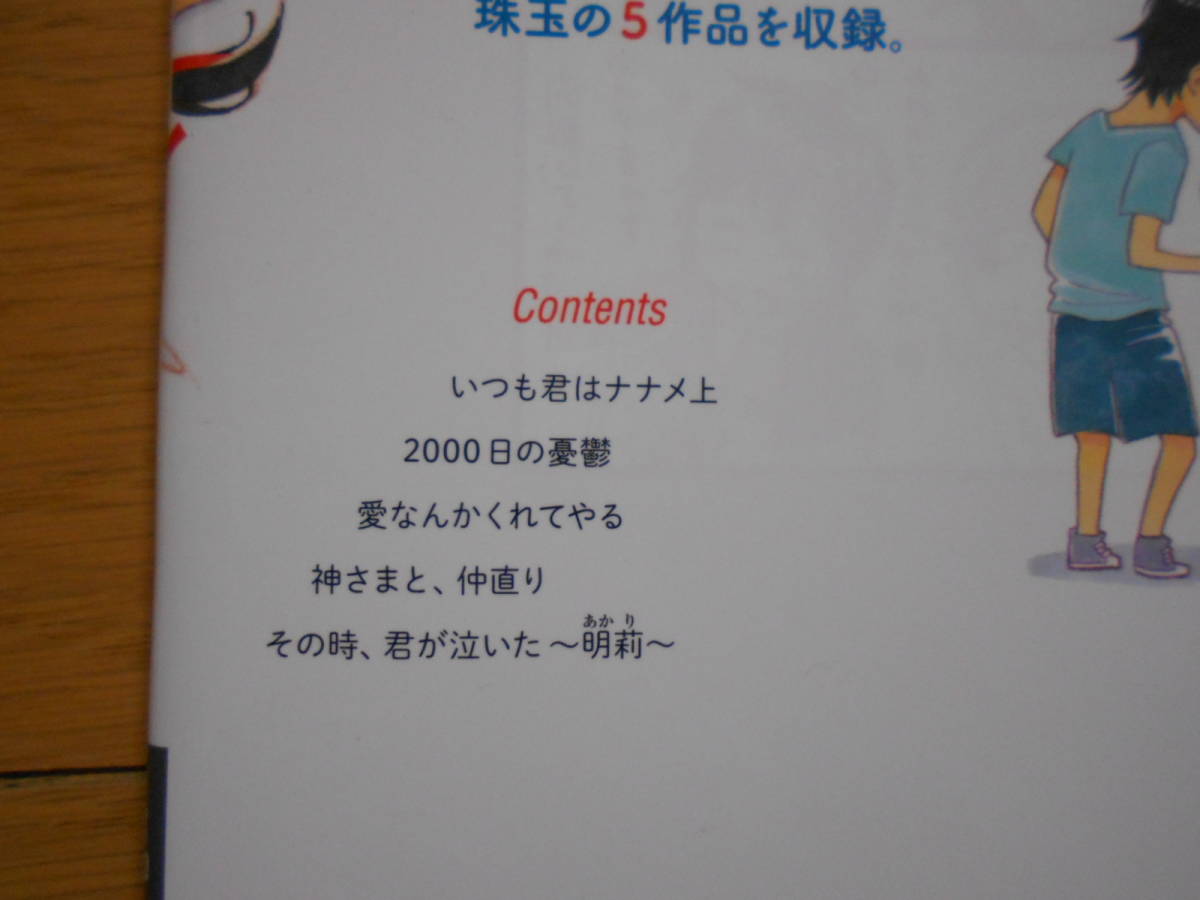 珠玉の5作品を収録。
Contents
いつも君はナナメ上
2000日の憂鬱
愛なんかくれてやる
神さまと、仲直り
あかり
その時、君が泣いた～明莉～